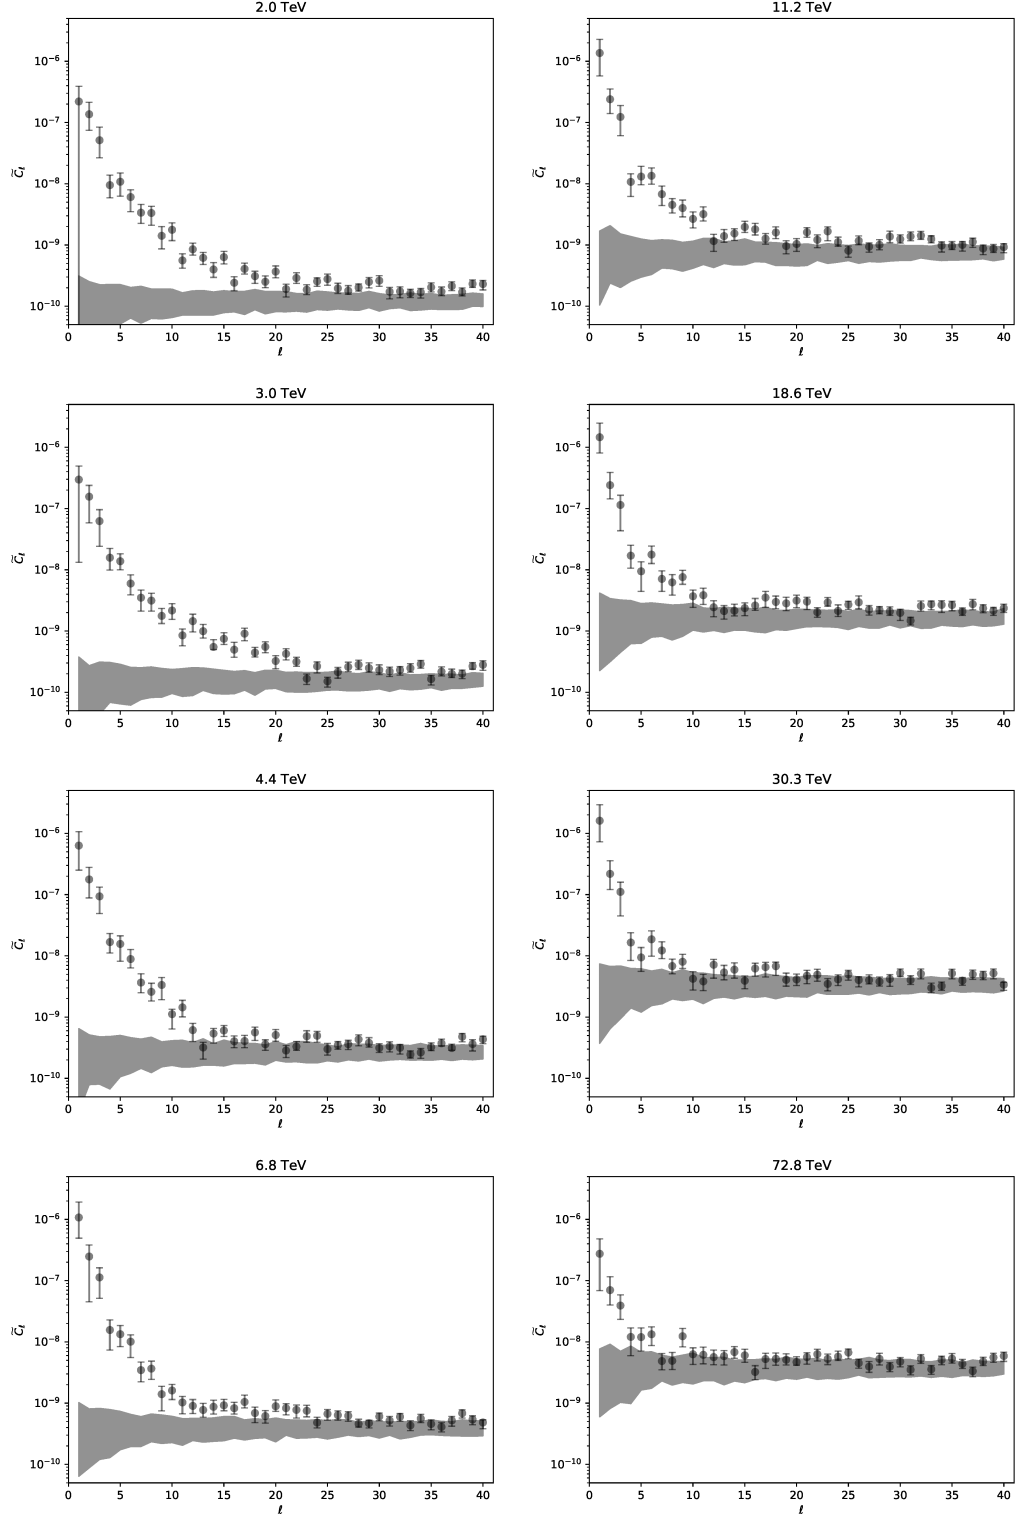 2.0 TeV
10⁻⁶
10⁻⁷
10⁻⁸
10⁻⁹
10⁻¹⁰
C̃ℓ
0 5 10 15 20 25 30 35 40
ℓ
11.2 TeV
10⁻⁶
10⁻⁷
10⁻⁸
10⁻⁹
10⁻¹⁰
C̃ℓ
0 5 10 15 20 25 30 35 40
ℓ
3.0 TeV
10⁻⁶
10⁻⁷
10⁻⁸
10⁻⁹
10⁻¹⁰
C̃ℓ
0 5 10 15 20 25 30 35 40
ℓ
18.6 TeV
10⁻⁶
10⁻⁷
10⁻⁸
10⁻⁹
10⁻¹⁰
C̃ℓ
0 5 10 15 20 25 30 35 40
ℓ
4.4 TeV
10⁻⁶
10⁻⁷
10⁻⁸
10⁻⁹
10⁻¹⁰
C̃ℓ
0 5 10 15 20 25 30 35 40
ℓ
30.3 TeV
10⁻⁶
10⁻⁷
10⁻⁸
10⁻⁹
10⁻¹⁰
C̃ℓ
0 5 10 15 20 25 30 35 40
ℓ
6.8 TeV
10⁻⁶
10⁻⁷
10⁻⁸
10⁻⁹
10⁻¹⁰
C̃ℓ
0 5 10 15 20 25 30 35 40
ℓ
72.8 TeV
10⁻⁶
10⁻⁷
10⁻⁸
10⁻⁹
10⁻¹⁰
C̃ℓ
0 5 10 15 20 25 30 35 40
ℓ